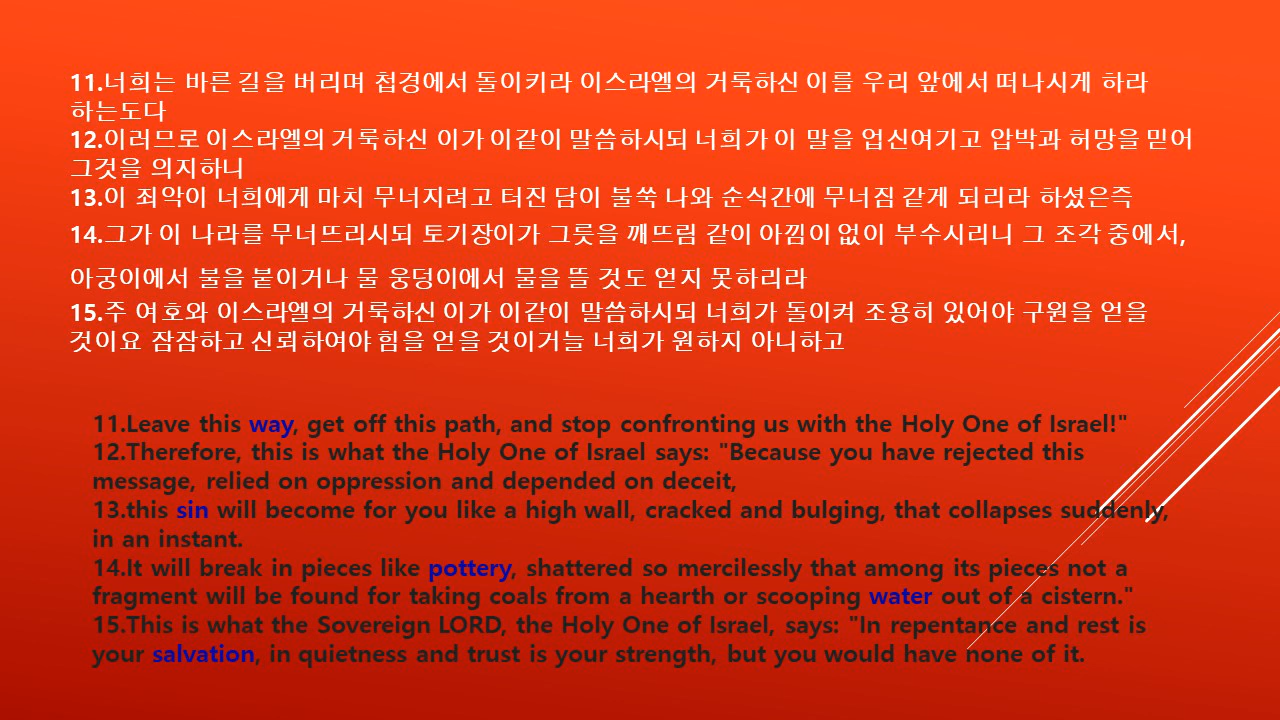 11.너희는 바른 길을 버리며 첩경에서 돌이키라 이스라엘의 거룩하신 이를 우리 앞에서 떠나시게 하라
하는도다
12.이러므로 이스라엘의 거룩하신 이가 이같이 말씀하시되 너희가 이 말을 업신여기고 압박과 허망을 믿어
그것을 의지하니
13.이 죄악이 너희에게 마치 무너지려고 터진 담이 불쑥 나와 순식간에 무너짐 같게 되리라 하셨은즉
14.그가 이 나라를 무너뜨리시되 토기장이가 그릇을 깨뜨림 같이 아낌이 없이 부수시리니 그 조각 중에서,
아궁이에서 불을 붙이거나 물 웅덩이에서 물을 뜰 것도 얻지 못하리라
15.주 여호와 이스라엘의 거룩하신 이가 이같이 말씀하시되 너희가 돌이켜 조용히 있어야 구원을 얻을
것이요 잠잠하고 신뢰하여야 힘을 얻을 것이거늘 너희가 원하지 아니하고
11.Leave this way, get off this path, and stop confronting us with the Holy One of Israel!"
12.Therefore, this is what the Holy One of Israel says: "Because you have rejected this
message, relied on oppression and depended on deceit,
13.this sin will become for you like a high wall, cracked and bulging, that collapses suddenly,
in an instant.
14.It will break in pieces like pottery, shattered so mercilessly that among its pieces not a
fragment will be found for taking coals from a hearth or scooping water out of a cistern."
15.This is what the Sovereign LORD, the Holy One of Israel, says: "In repentance and rest is
your salvation, in quietness and trust is your strength, but you would have none of it.